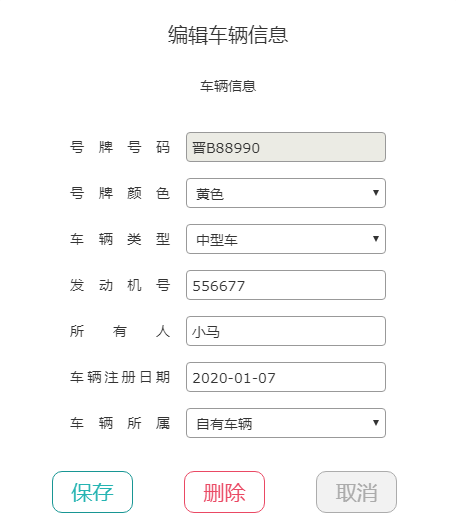 编辑车辆信息
车辆信息
号牌号码 晋B88990
号牌颜色 黄色
车辆类型 中型车
发动机号 556677
所有人 小马
车辆注册日期 2020-01-07
车辆所属 自有车辆
保存 删除 取消